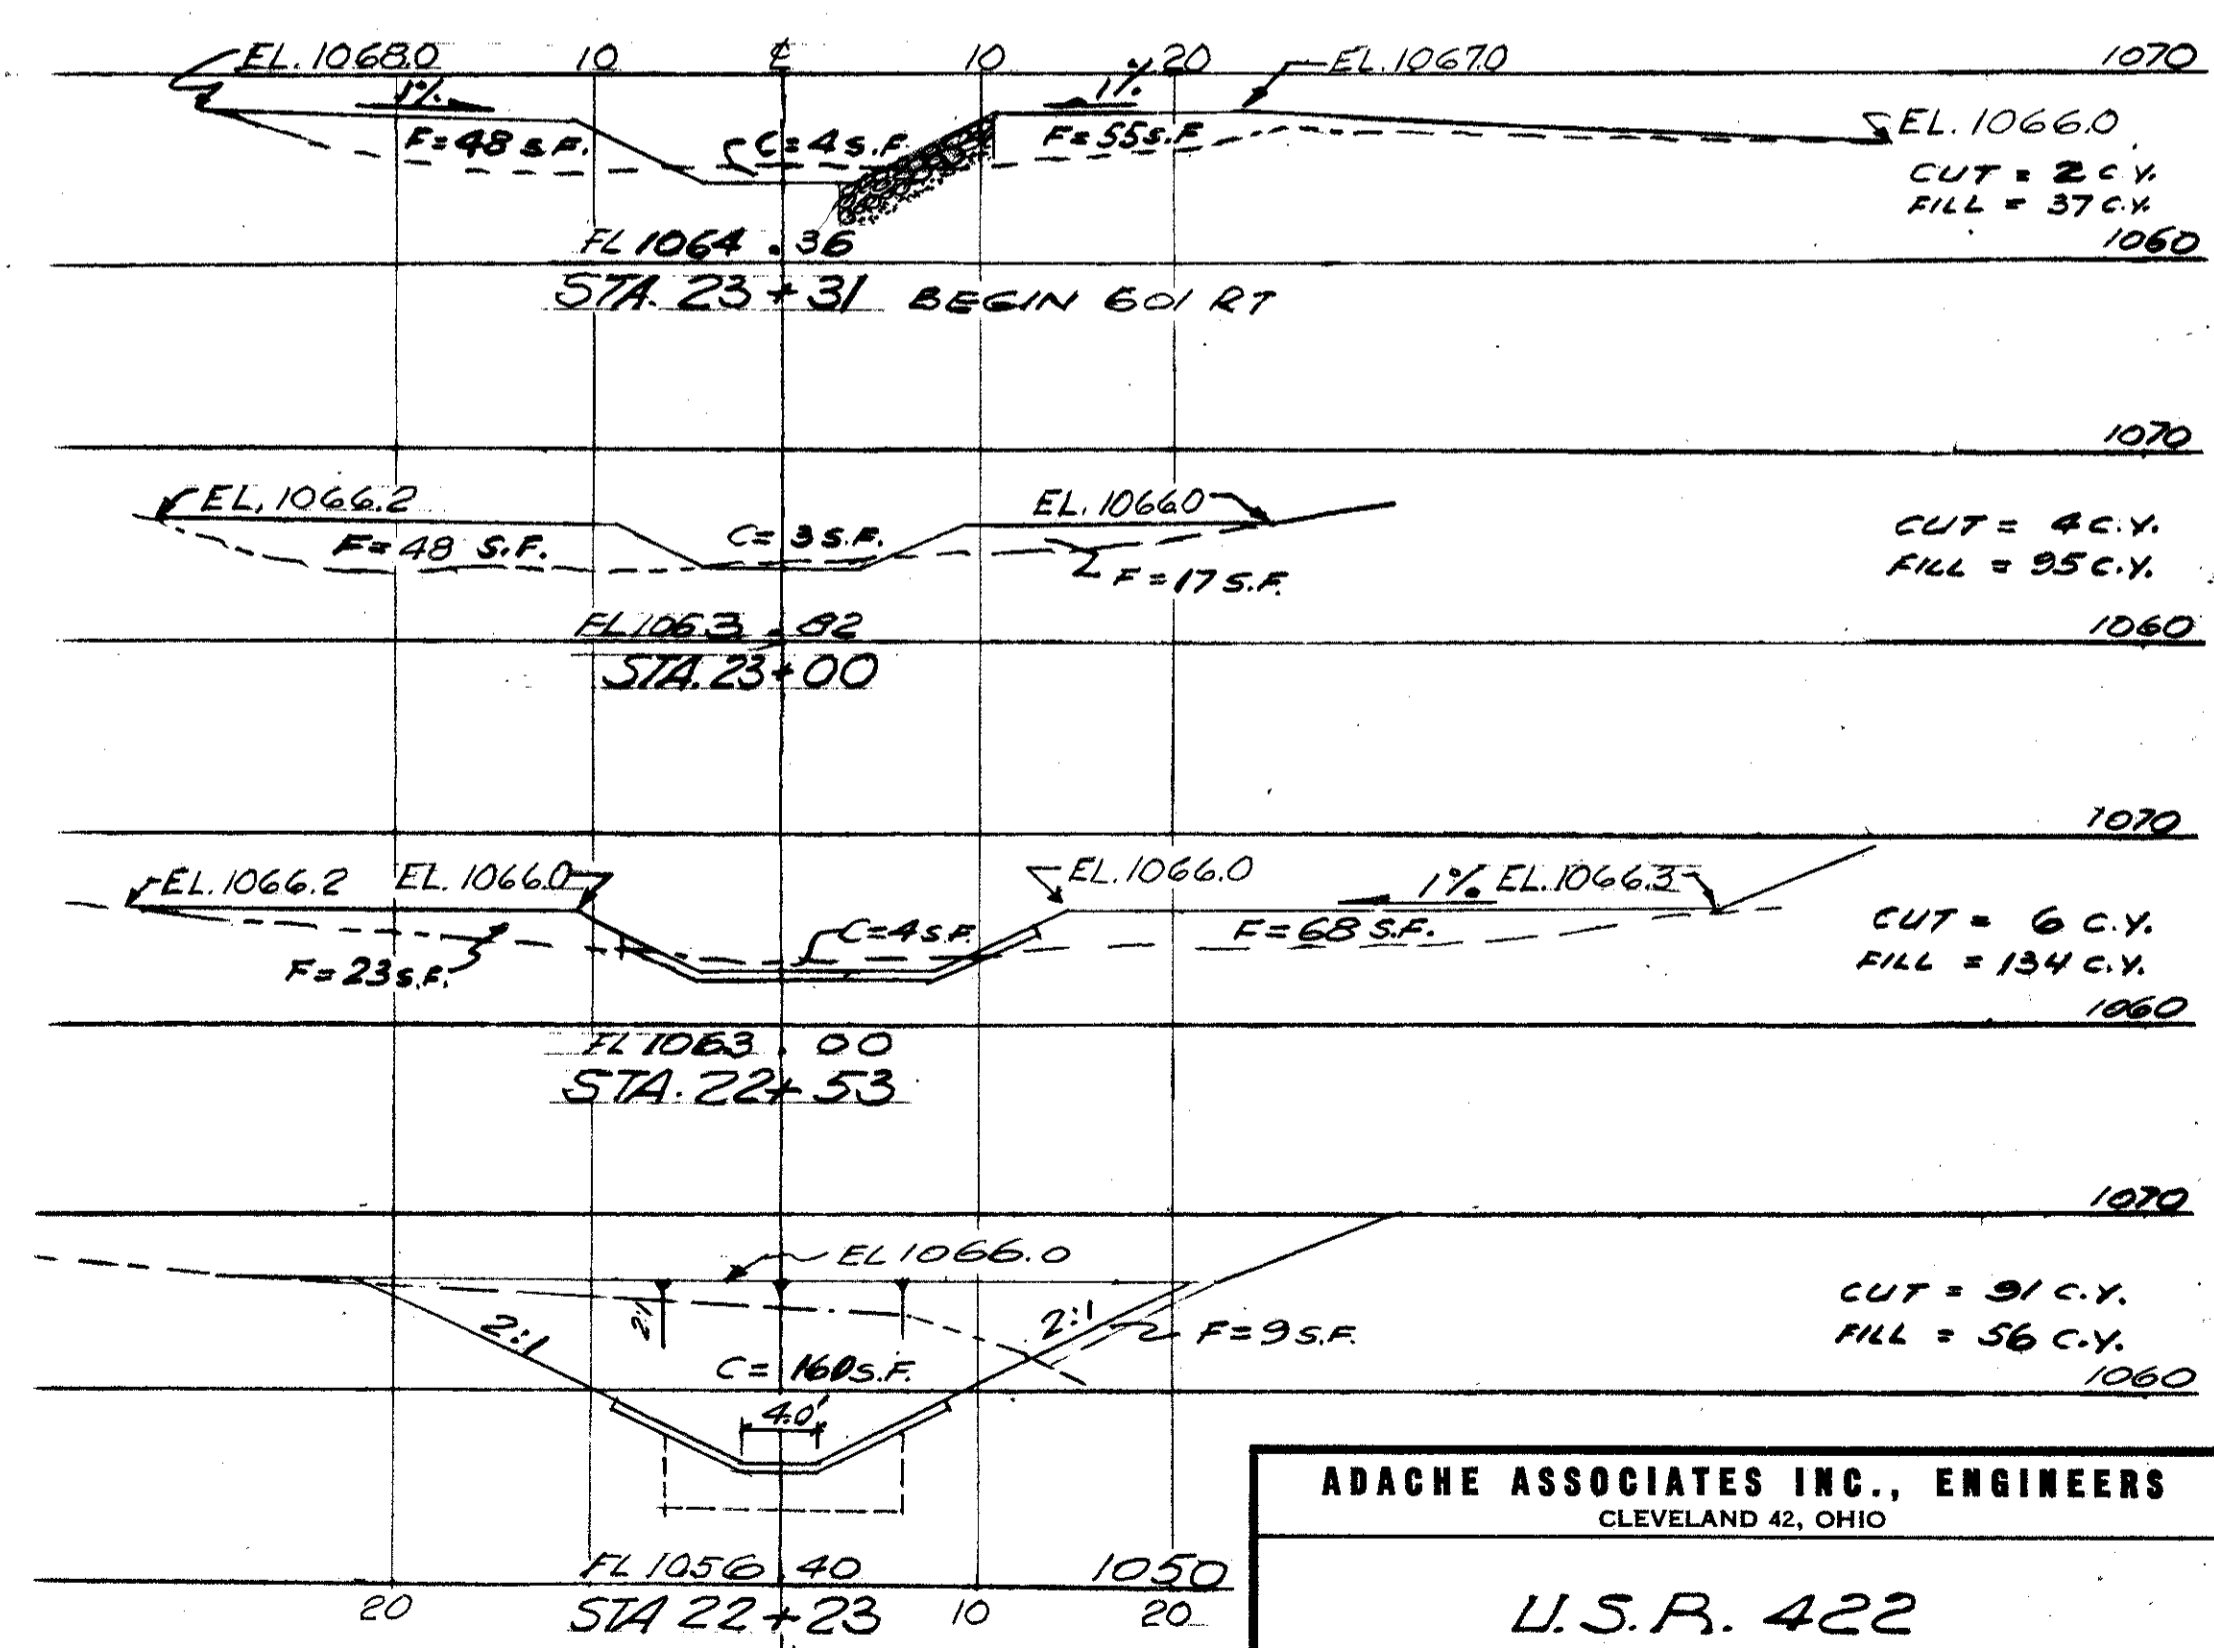 EL. 1068.0 10 ℄ 10 20 EL. 1067.0 1070
1% 1% EL. 1066.0
F=48 S.F. C=4 S.F. F=55 S.F.
CUT = 2 C.Y.
FILL = 37 C.Y.
FL 1064.36 1060
STA. 23+31 BEGIN 601 RT
1070
EL. 1066.2 EL. 1066.0
F=48 S.F. C=3 S.F. CUT = 4 C.Y.
F=17 S.F. FILL = 95 C.Y.
FL 1063.82 1060
STA. 23+00
1070
EL. 1066.2 EL. 1066.0 EL. 1066.0 1% EL. 1066.3
C=4 S.F. F=68 S.F. CUT = 6 C.Y.
F=23 S.F. FILL = 134 C.Y.
1060
FL 1063.00
STA. 22+53
1070
EL 1066.0
CUT = 91 C.Y.
2:1 2:1 2:1 F=9 S.F. FILL = 56 C.Y.
C = 160 S.F. 1060
4.0'
ADACHE ASSOCIATES INC., ENGINEERS
CLEVELAND 42, OHIO
FL 1056.40 1050
20 STA 22+23 10 20
U.S.R. 422